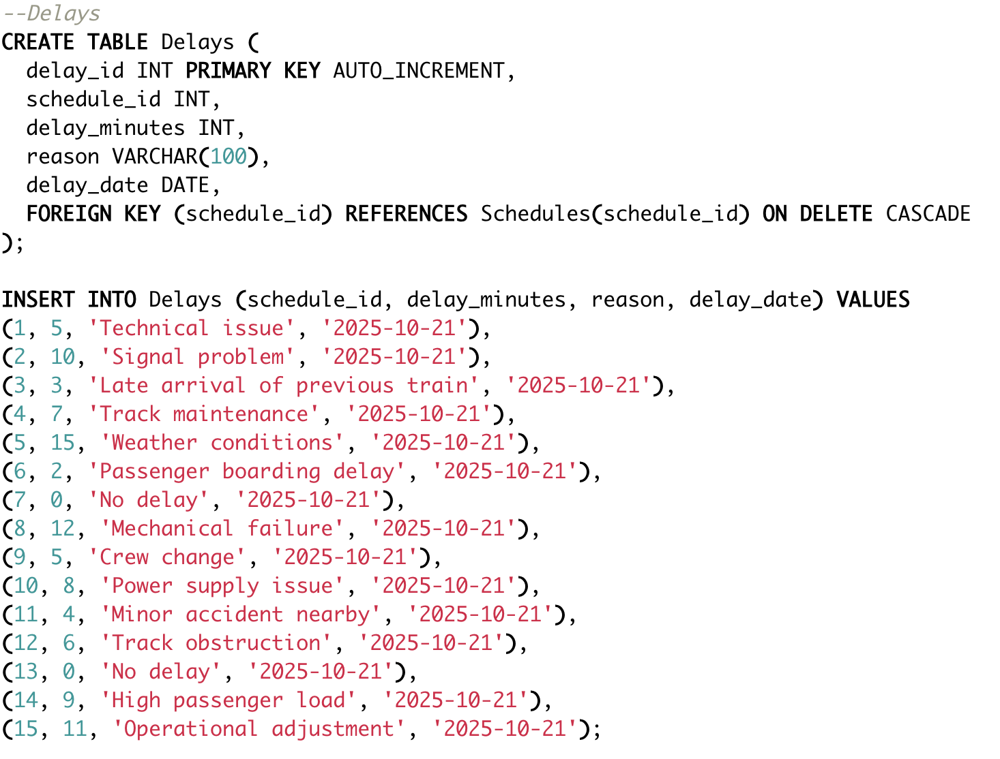 --Delays
CREATE TABLE Delays (
  delay_id INT PRIMARY KEY AUTO_INCREMENT,
  schedule_id INT,
  delay_minutes INT,
  reason VARCHAR(100),
  delay_date DATE,
  FOREIGN KEY (schedule_id) REFERENCES Schedules(schedule_id) ON DELETE CASCADE
);

INSERT INTO Delays (schedule_id, delay_minutes, reason, delay_date) VALUES
(1, 5, 'Technical issue', '2025-10-21'),
(2, 10, 'Signal problem', '2025-10-21'),
(3, 3, 'Late arrival of previous train', '2025-10-21'),
(4, 7, 'Track maintenance', '2025-10-21'),
(5, 15, 'Weather conditions', '2025-10-21'),
(6, 2, 'Passenger boarding delay', '2025-10-21'),
(7, 0, 'No delay', '2025-10-21'),
(8, 12, 'Mechanical failure', '2025-10-21'),
(9, 5, 'Crew change', '2025-10-21'),
(10, 8, 'Power supply issue', '2025-10-21'),
(11, 4, 'Minor accident nearby', '2025-10-21'),
(12, 6, 'Track obstruction', '2025-10-21'),
(13, 0, 'No delay', '2025-10-21'),
(14, 9, 'High passenger load', '2025-10-21'),
(15, 11, 'Operational adjustment', '2025-10-21');